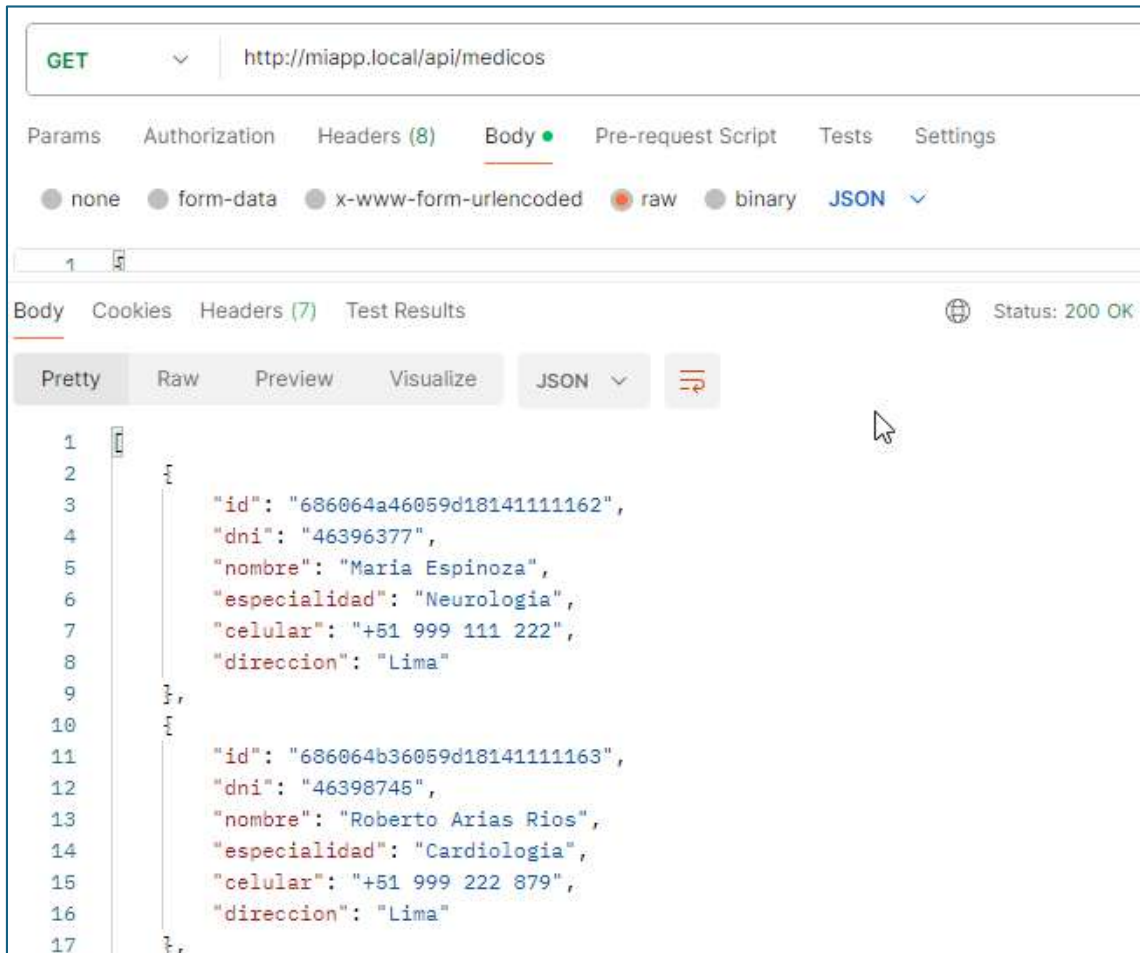 GET http://miapp.local/api/medicos
Params Authorization Headers (8) Body Pre-request Script Tests Settings
none form-data x-www-form-urlencoded raw binary JSON
1 {
Body Cookies Headers (7) Test Results Status: 200 OK
Pretty Raw Preview Visualize JSON
1 [
2 {
3 "id": "686064a46059d18141111162",
4 "dni": "46396377",
5 "nombre": "Maria Espinoza",
6 "especialidad": "Neurologia",
7 "celular": "+51 999 111 222",
8 "direccion": "Lima"
9 },
10 {
11 "id": "686064b36059d18141111163",
12 "dni": "46398745",
13 "nombre": "Roberto Arias Rios",
14 "especialidad": "Cardiologia",
15 "celular": "+51 999 222 879",
16 "direccion": "Lima"
17 },